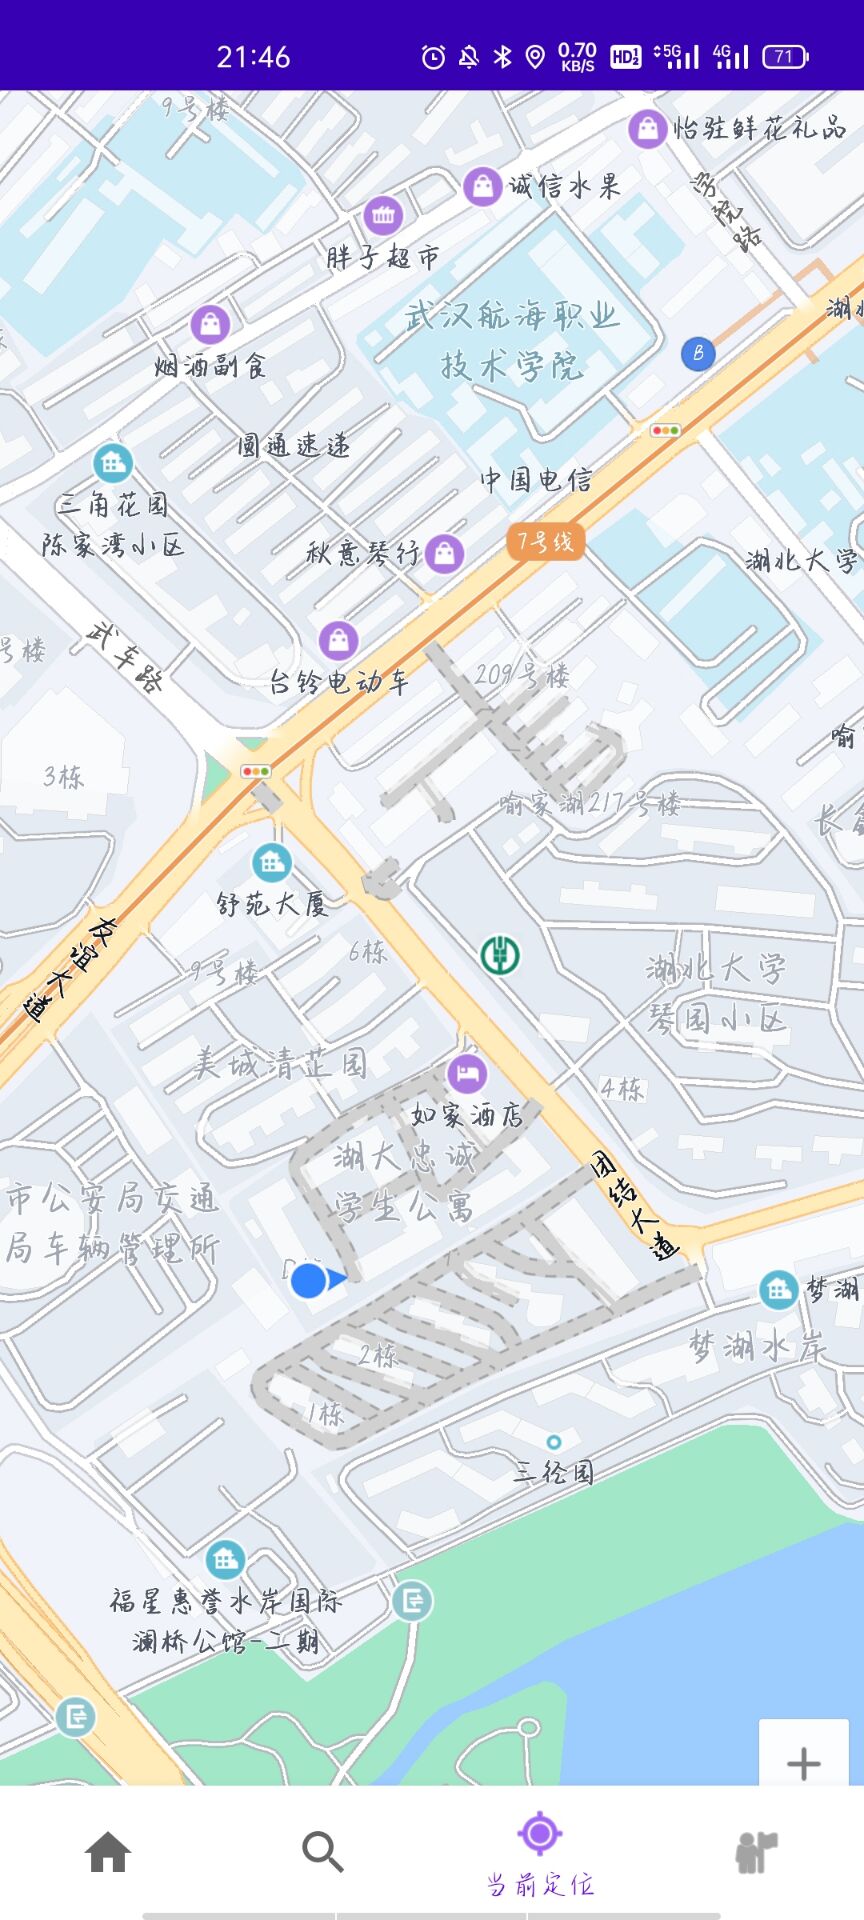 21:46
0.70
KB/S
HD
5G
4G
71
9号楼
怡驻鲜花礼品
诚信水果
学院路
胖子超市
武汉航海职业
技术学院
烟酒副食
B
圆通速递
中国电信
三角花园
陈家湾小区
秋意琴行
7号线
湖北大学
号楼
武车路
台铃电动车
209号楼
3栋
喻家湖217号楼
舒苑大厦
友谊大道
9号楼
6栋
湖北大学
琴园小区
美城清芷园
4栋
如家酒店
湖大忠诚
学生公寓
团结大道
市公安局交通
局车辆管理所
梦湖
梦湖水岸
2栋
1栋
三径园
福星惠誉水岸国际
澜桥公馆-二期
当前定位